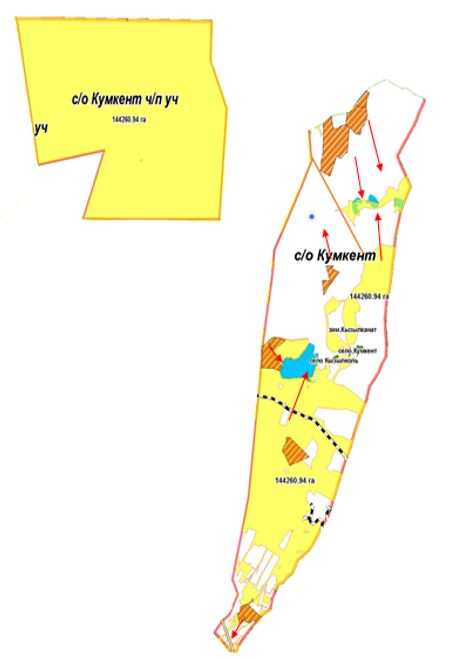 с/о Кумкент ч/п уч
144260.94 га
уч
с/о Кумкент
144260.94 га
зим.Кызылканат
село Кумкент
село Кызылколь
144260.94 га